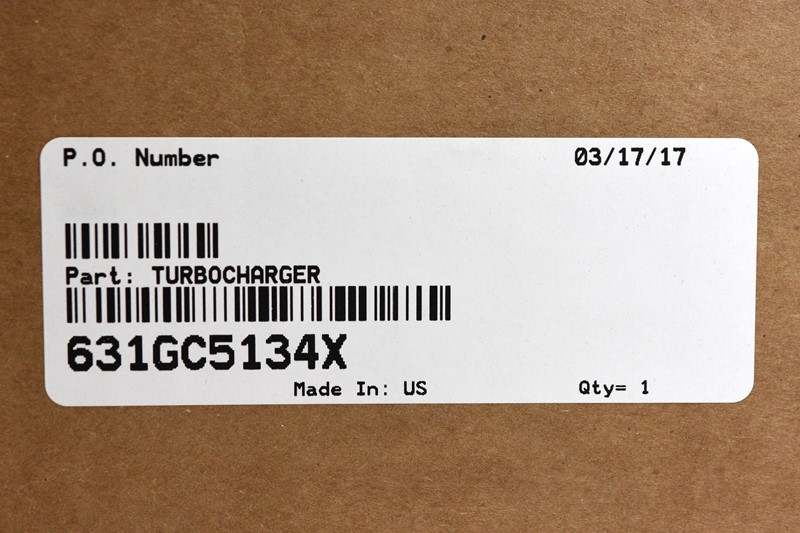 P.O. Number 03/17/17
Part: TURBOCHARGER
631GC5134X
Made In: US Qty= 1